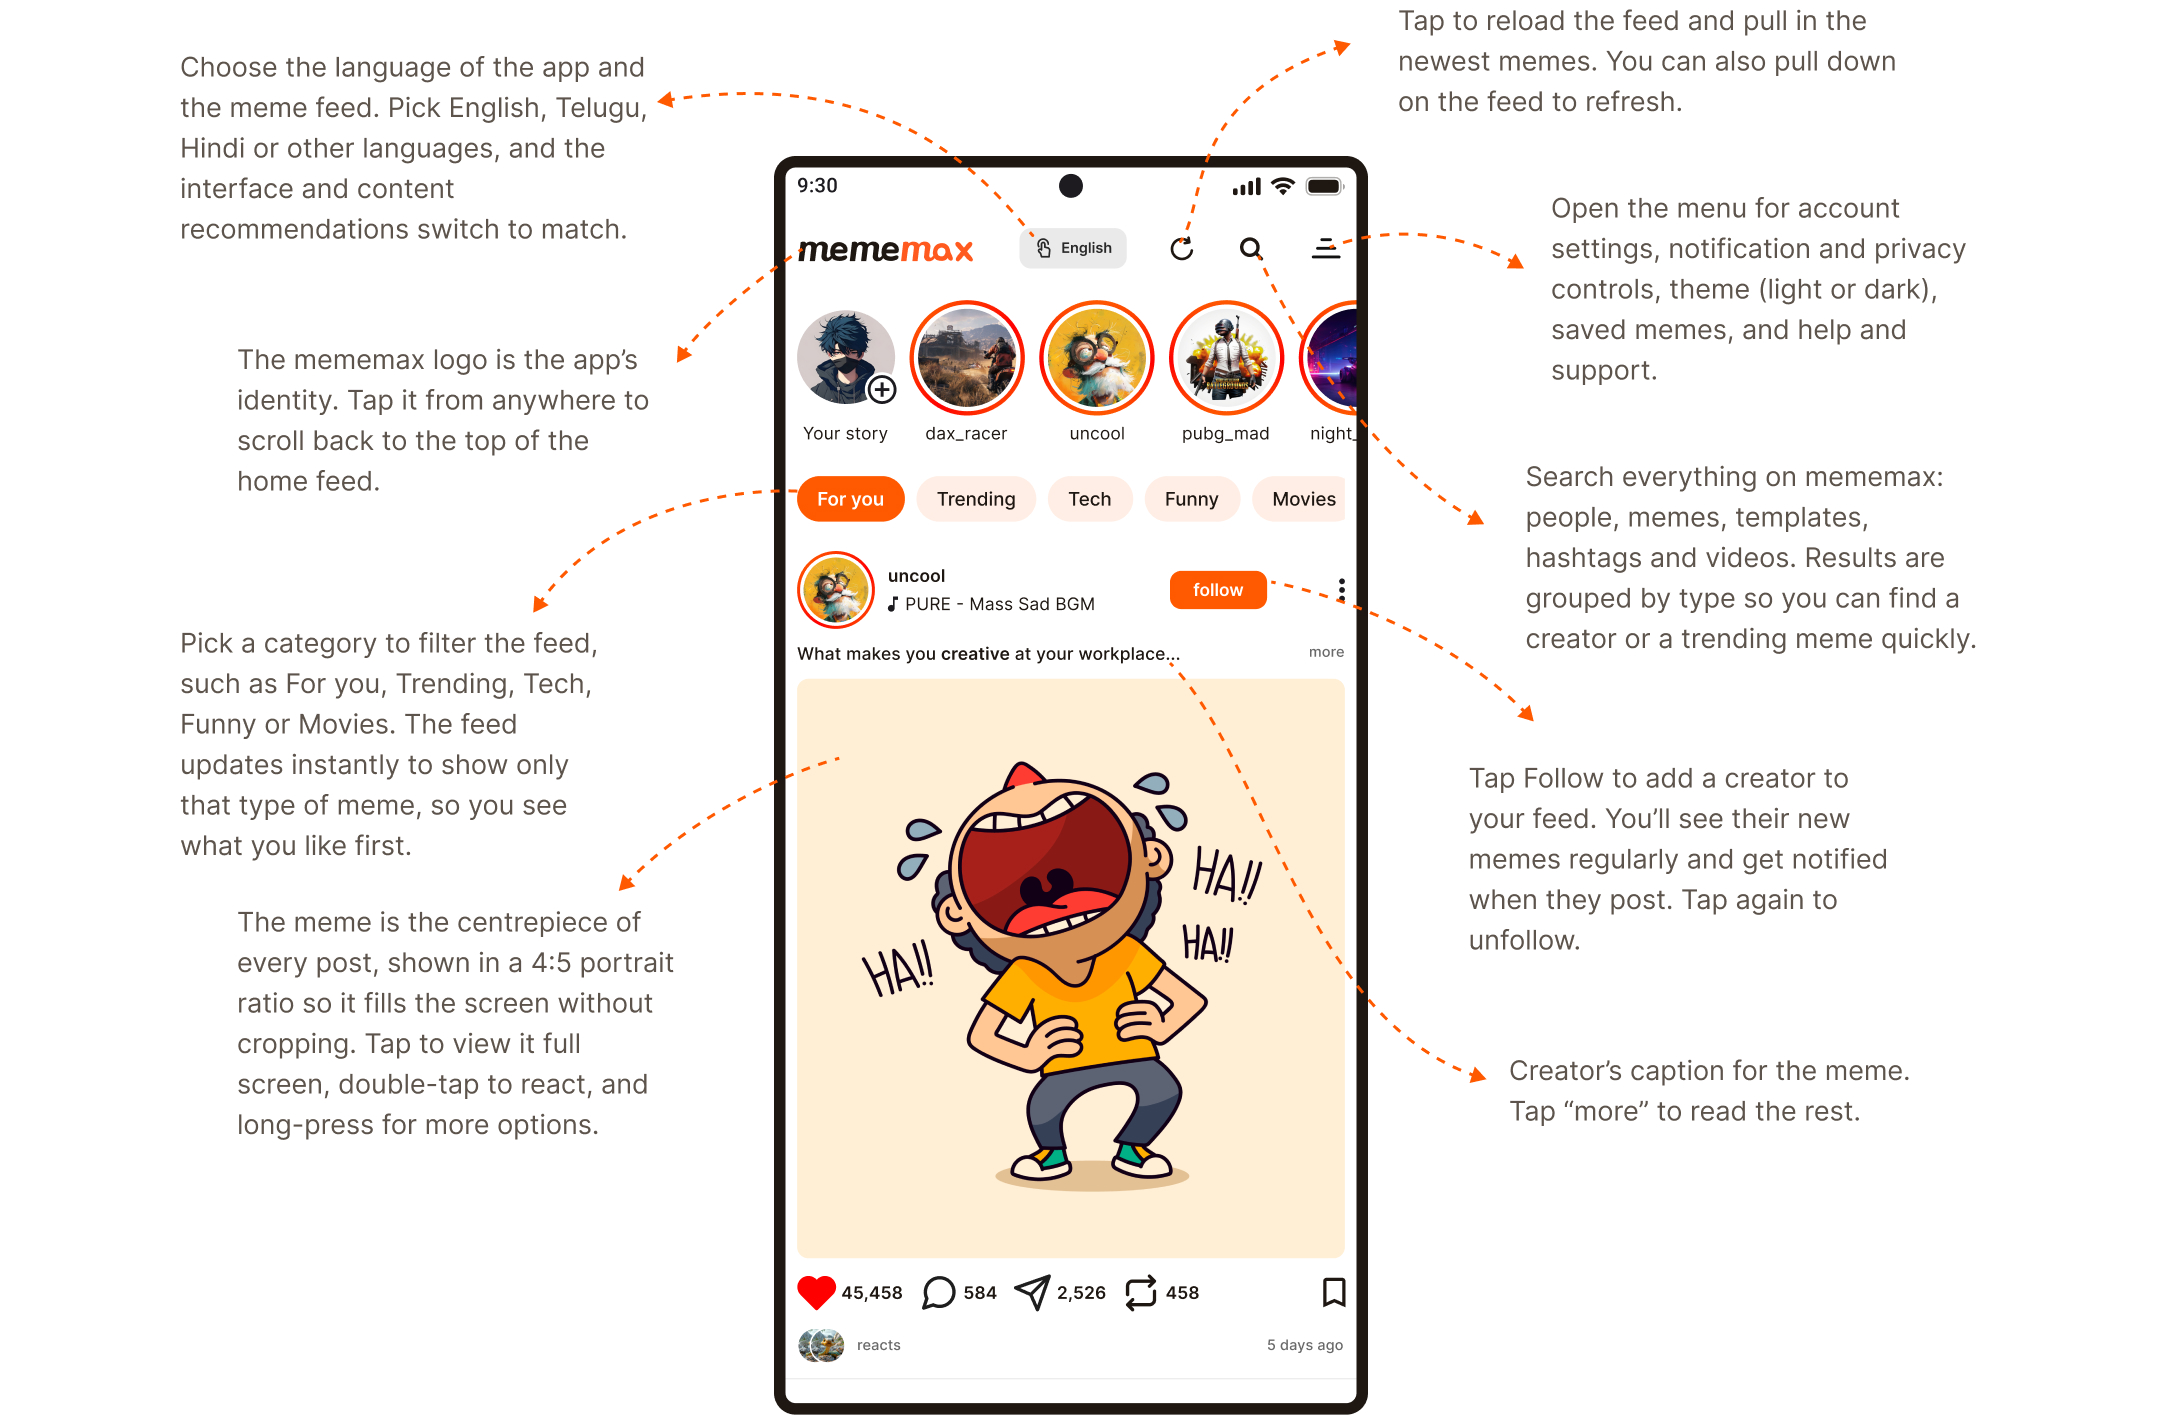 Choose the language of the app and
the meme feed. Pick English, Telugu,
Hindi or other languages, and the
interface and content
recommendations switch to match.
The mememax logo is the app’s
identity. Tap it from anywhere to
scroll back to the top of the
home feed.
Pick a category to filter the feed,
such as For you, Trending, Tech,
Funny or Movies. The feed
updates instantly to show only
that type of meme, so you see
what you like first.
The meme is the centrepiece of
every post, shown in a 4:5 portrait
ratio so it fills the screen without
cropping. Tap to view it full
screen, double-tap to react, and
long-press for more options.
9:30
mememax
English
Your story
dax_racer
uncool
pubg_mad
night_
For you
Trending
Tech
Funny
Movies
uncool
PURE - Mass Sad BGM
follow
What makes you creative at your workplace...
more
HA!!
HA!!
HA!!
45,458
584
2,526
458
reacts
5 days ago
Tap to reload the feed and pull in the
newest memes. You can also pull down
on the feed to refresh.
Open the menu for account
settings, notification and privacy
controls, theme (light or dark),
saved memes, and help and
support.
Search everything on mememax:
people, memes, templates,
hashtags and videos. Results are
grouped by type so you can find a
creator or a trending meme quickly.
Tap Follow to add a creator to
your feed. You’ll see their new
memes regularly and get notified
when they post. Tap again to
unfollow.
Creator’s caption for the meme.
Tap “more” to read the rest.